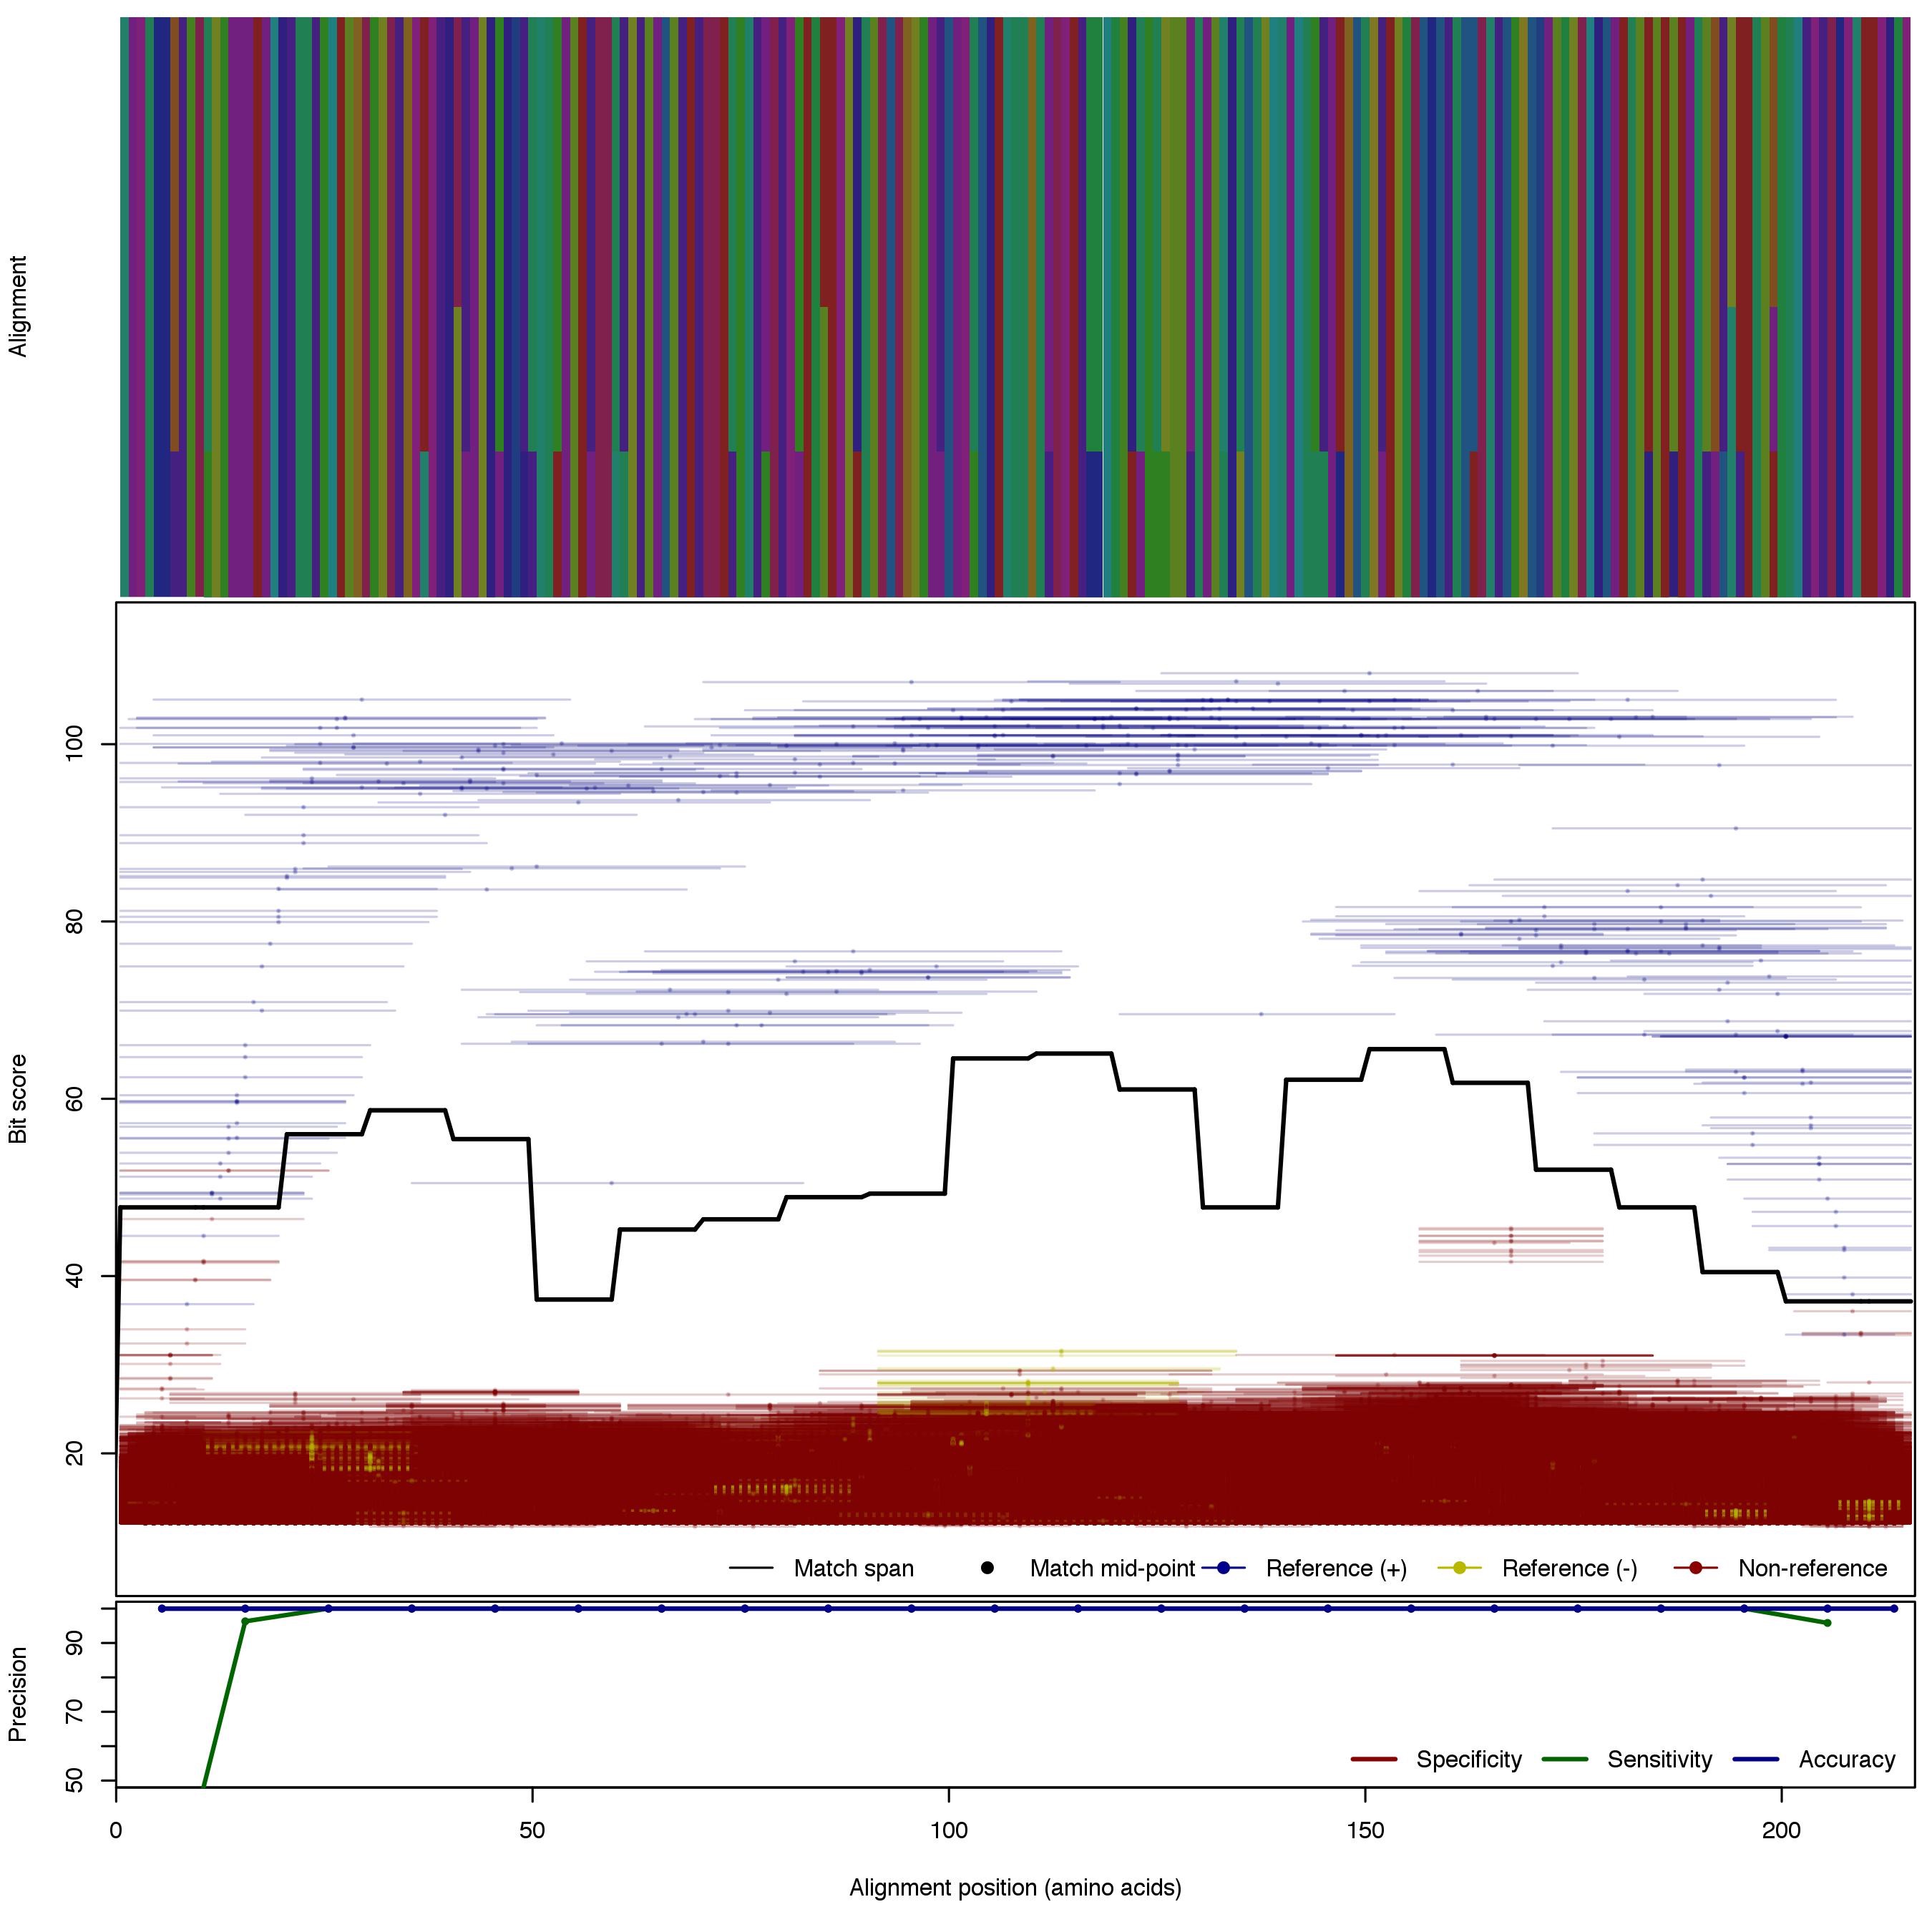 Alignment
Bit score
100
80
60
40
20
Match span Match mid-point Reference (+) Reference (-) Non-reference
Precision
90
70
50
Specificity Sensitivity Accuracy
0 50 100 150 200
Alignment position (amino acids)